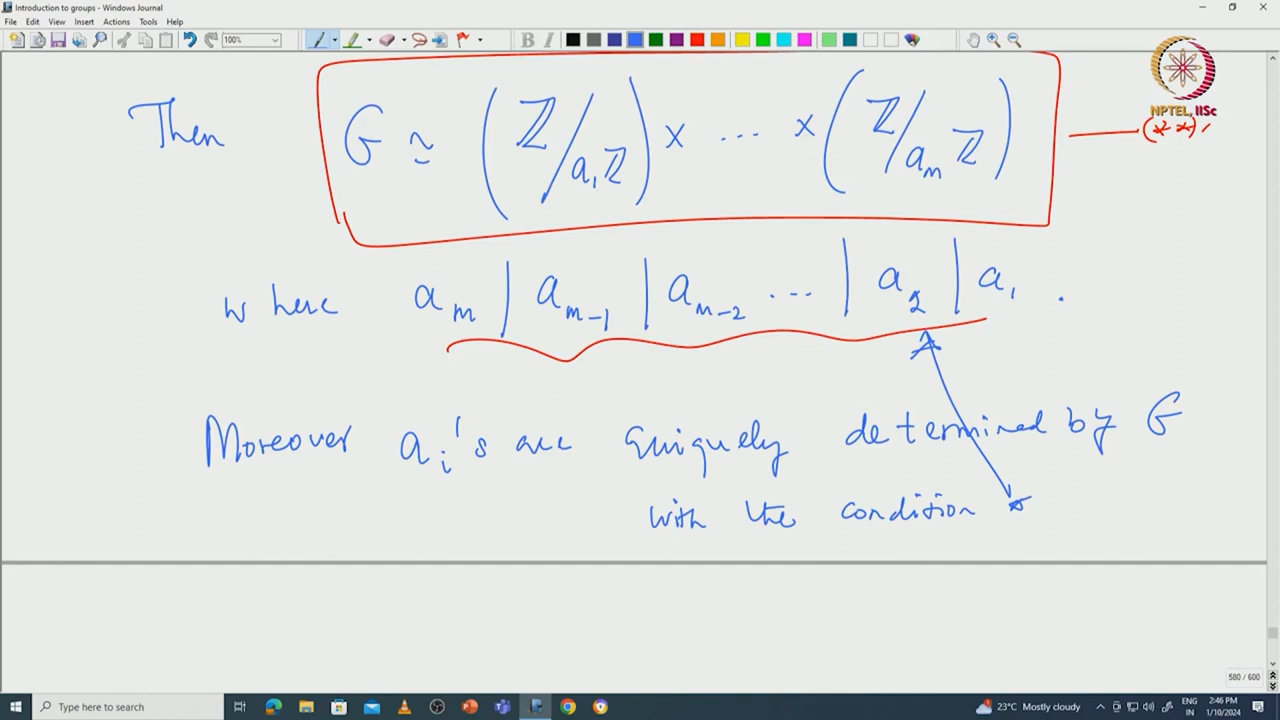 Introduction to groups - Windows Journal
File Edit View Insert Actions Tools Help
100% B I
NPTEL, IISc
Then G ≃ (ℤ/a₁ℤ) × ... × (ℤ/aₘℤ) — (**).
where aₘ | aₘ₋₁ | aₘ₋₂ ... | a₂ | a₁ .
Moreover aᵢ's are uniquely determined by G
with the condition *
580 / 600
Type here to search 23°C Mostly cloudy ENG IN 2:46 PM 1/10/2024